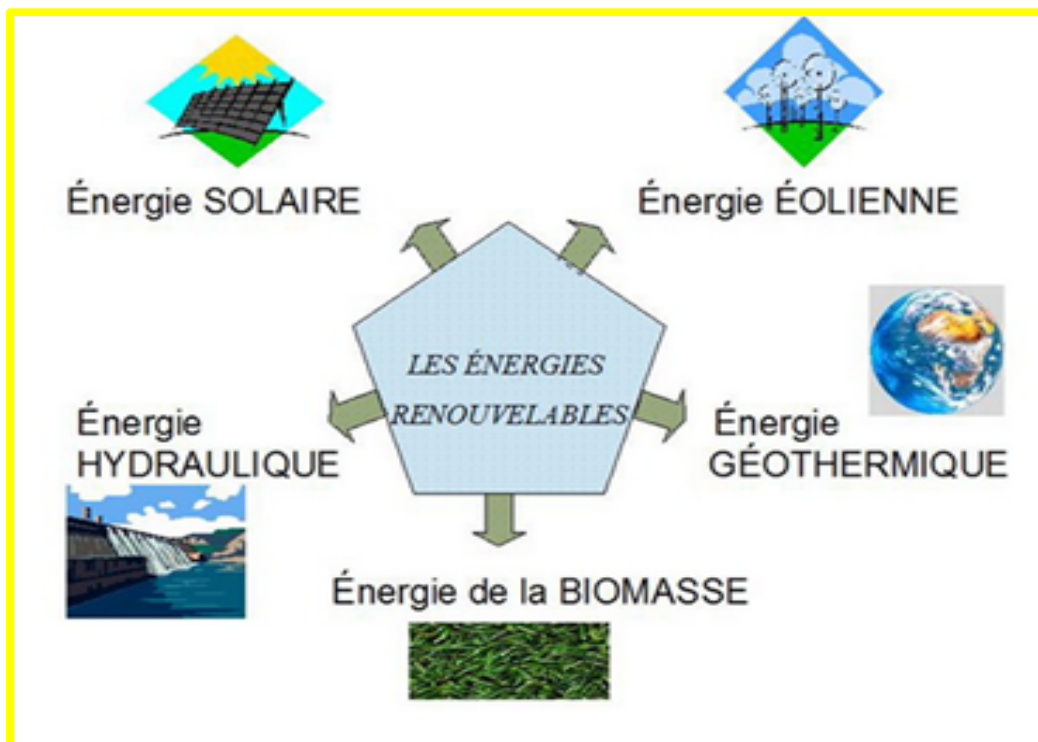 Énergie SOLAIRE
Énergie ÉOLIENNE
LES ÉNERGIES
RENOUVELABLES
Énergie
HYDRAULIQUE
Énergie
GÉOTHERMIQUE
Énergie de la BIOMASSE